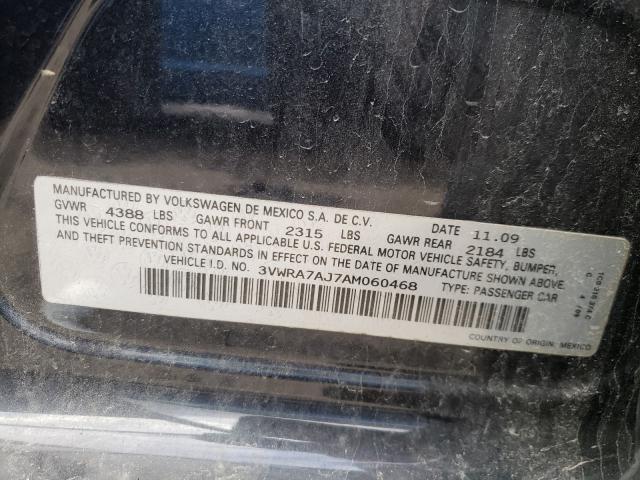 MANUFACTURED BY VOLKSWAGEN DE MEXICO S.A. DE C.V. DATE 11.09
GVWR 4388 LBS GAWR FRONT 2315 LBS GAWR REAR 2184 LBS
THIS VEHICLE CONFORMS TO ALL APPLICABLE U.S. FEDERAL MOTOR VEHICLE SAFETY, BUMPER,
AND THEFT PREVENTION STANDARDS IN EFFECT ON THE DATE OF MANUFACTURE SHOWN ABOVE.
VEHICLE I.D. NO. 3VWRA7AJ7AM060468 TYPE: PASSENGER CAR
COUNTRY OF ORIGIN: MEXICO